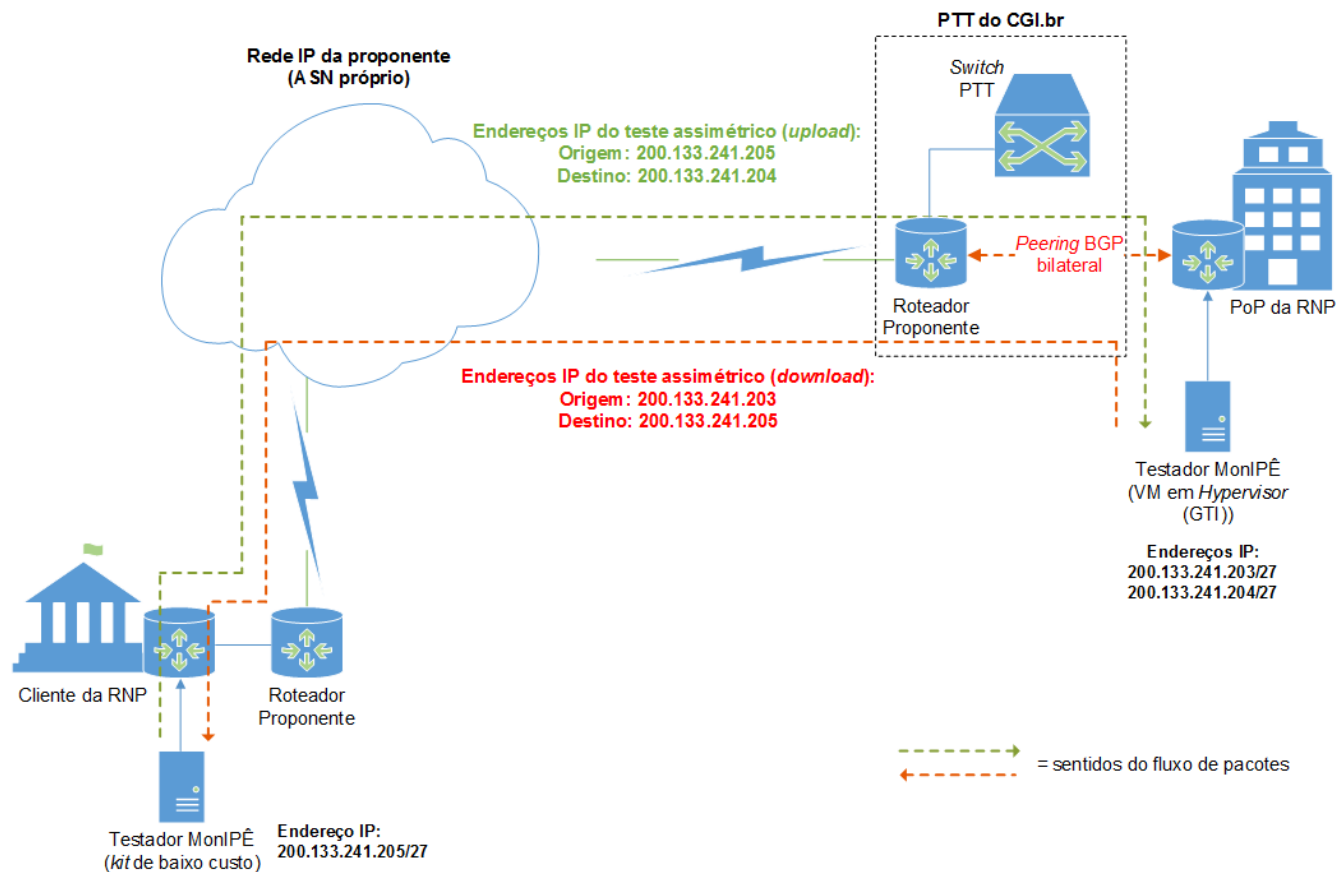 PTT do CGI.br
Rede IP da proponente
(ASN próprio)
Switch
PTT
Endereços IP do teste assimétrico (upload):
Origem: 200.133.241.205
Destino: 200.133.241.204
Peering BGP
bilateral
Roteador
Proponente
PoP da RNP
Endereços IP do teste assimétrico (download):
Origem: 200.133.241.203
Destino: 200.133.241.205
Testador MonIPÊ
(VM em Hypervisor
(GTI))
Endereços IP:
200.133.241.203/27
200.133.241.204/27
Cliente da RNP
Roteador
Proponente
= sentidos do fluxo de pacotes
Testador MonIPÊ
(kit de baixo custo)
Endereço IP:
200.133.241.205/27